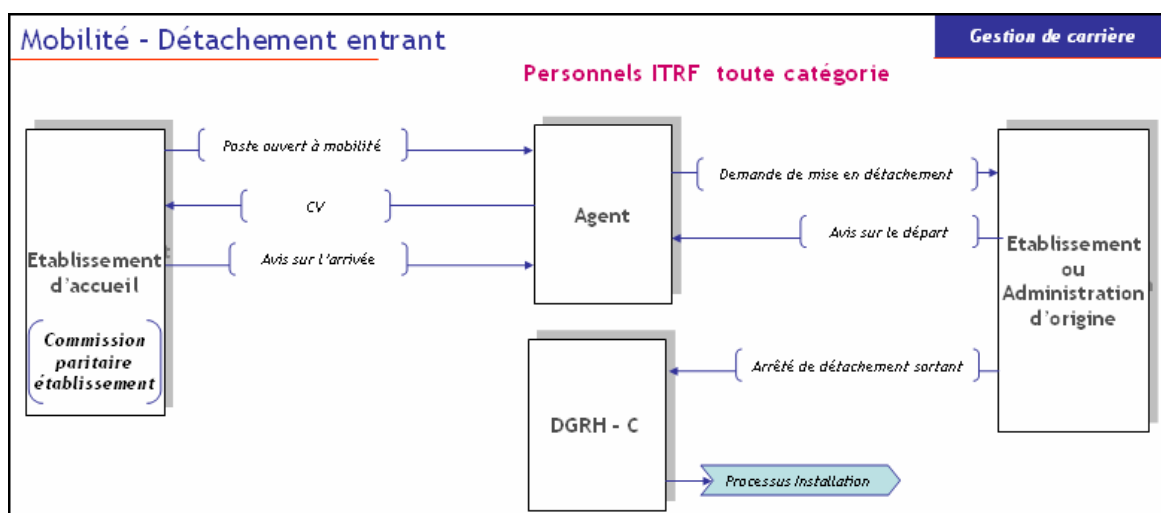 Mobilité - Détachement entrant
Gestion de carrière
Personnels ITRF toute catégorie
Poste ouvert à mobilité
CV
Avis sur l'arrivée
Etablissement
d'accueil
Commission
paritaire
établissement
Agent
Demande de mise en détachement
Avis sur le départ
Etablissement
ou
Administration
d'origine
Arrêté de détachement sortant
DGRH - C
Processus Installation